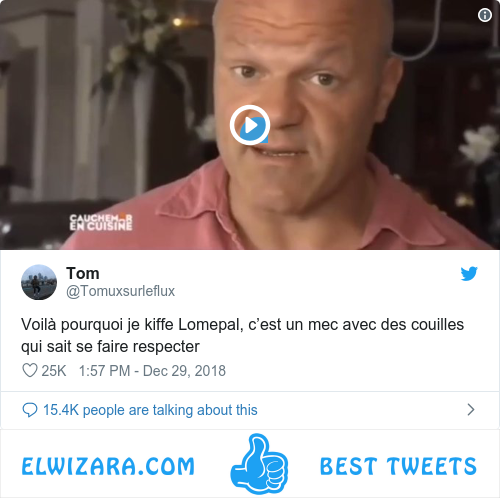 CAUCHEMAR
EN CUISINE
Tom
@Tomuxsurleflux
Voilà pourquoi je kiffe Lomepal, c’est un mec avec des couilles
qui sait se faire respecter
25K 1:57 PM - Dec 29, 2018
15.4K people are talking about this
ELWIZARA.COM BEST TWEETS